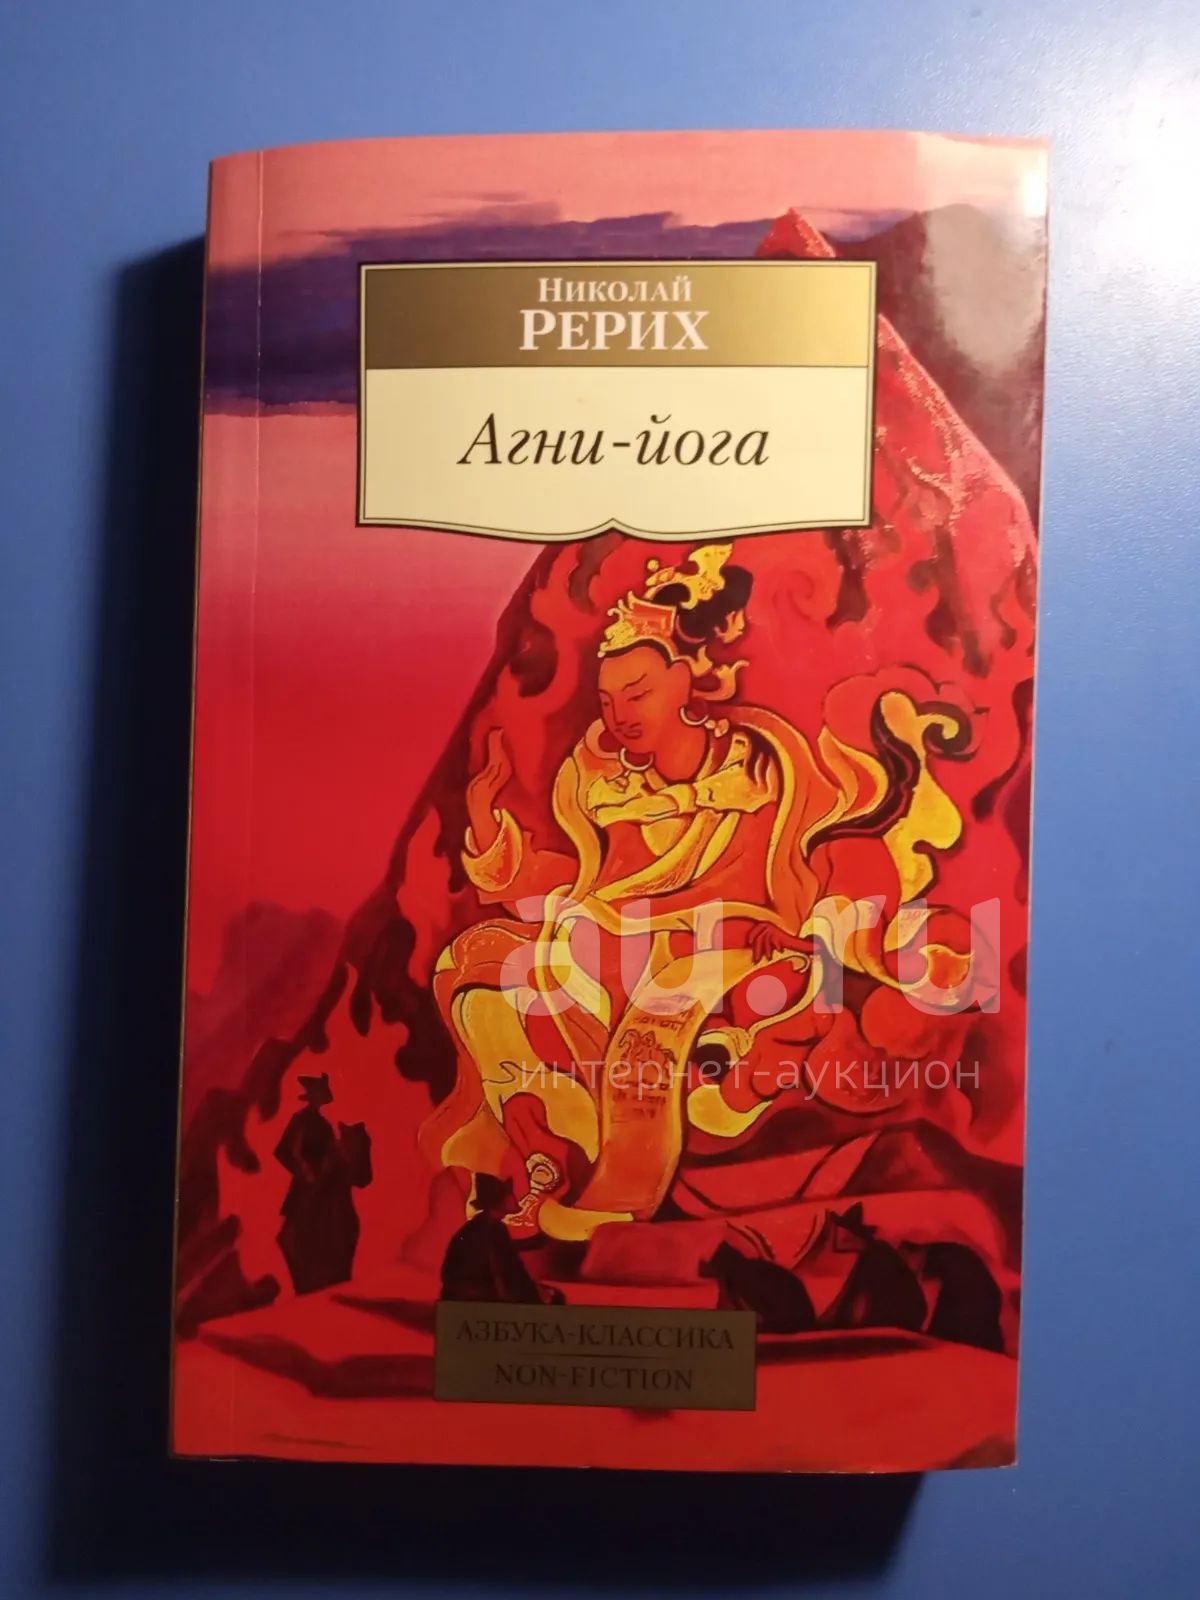 Николай
РЕРИХ
Агни-йога
au.ru
интернет-аукцион
АЗБУКА-КЛАССИКА
NON-FICTION